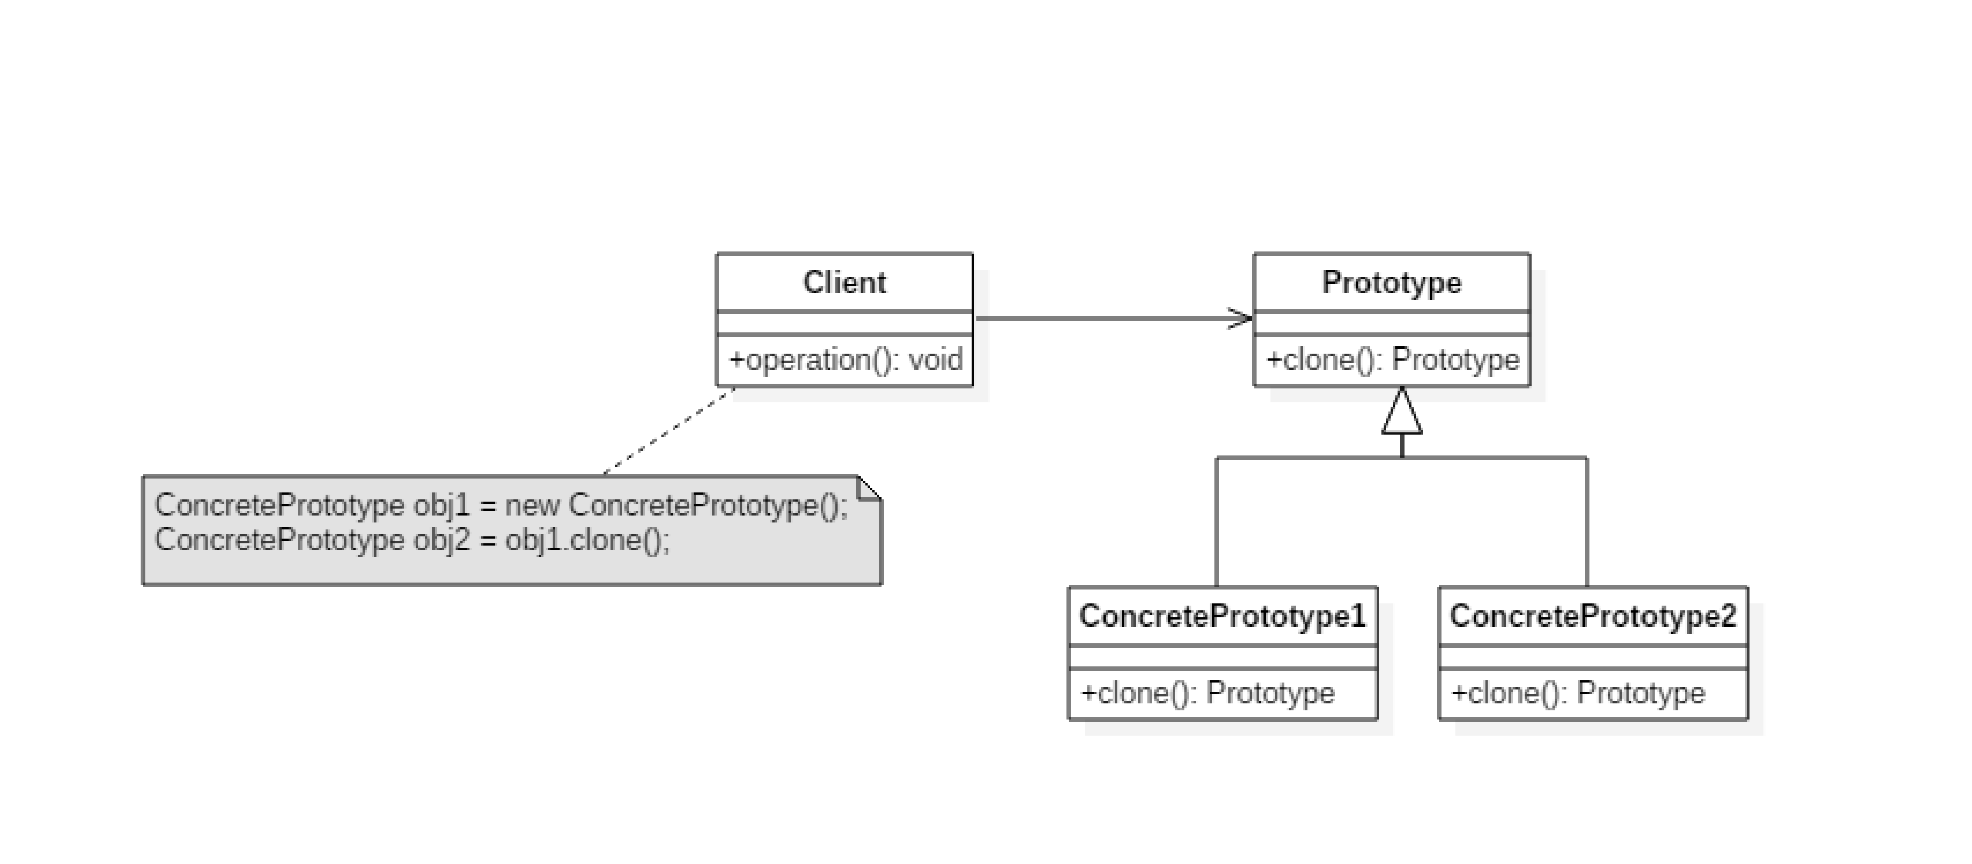 Client
+operation(): void
Prototype
+clone(): Prototype
ConcretePrototype obj1 = new ConcretePrototype();
ConcretePrototype obj2 = obj1.clone();
ConcretePrototype1
+clone(): Prototype
ConcretePrototype2
+clone(): Prototype